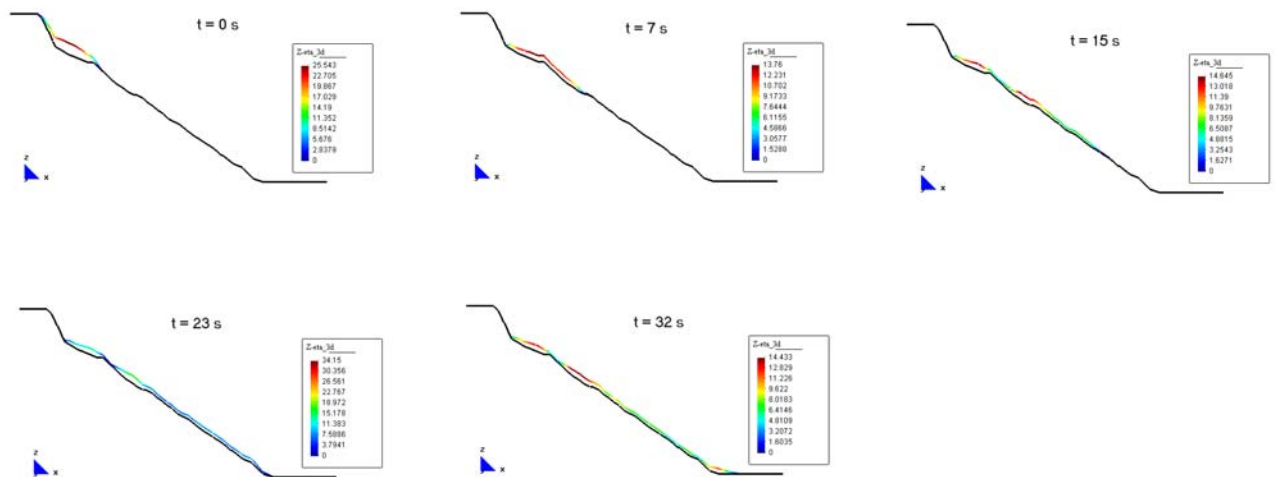 t = 0 s
Z-eta_3d
25.543
22.705
19.867
17.029
14.19
11.352
8.5142
5.676
2.8378
0
z
x
t = 7 s
Z-eta_3d
13.76
12.231
10.702
9.1733
7.6444
6.1155
4.5866
3.0577
1.5288
0
z
x
t = 15 s
Z-eta_3d
14.645
13.018
11.39
9.7631
8.1359
6.5087
4.8815
3.2543
1.6271
0
z
x
t = 23 s
Z-eta_3d
34.15
30.356
26.561
22.767
18.972
15.178
11.383
7.5886
3.7941
0
z
x
t = 32 s
Z-eta_3d
14.433
12.829
11.226
9.622
8.0183
6.4146
4.8109
3.2072
1.6035
0
z
x